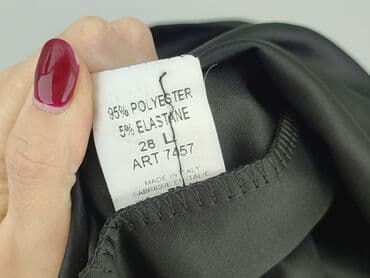 95% POLYESTER
5% ELASTANE
28 L
ART 7457
MADE IN ITALY
FABRIQUE EN ITALIE